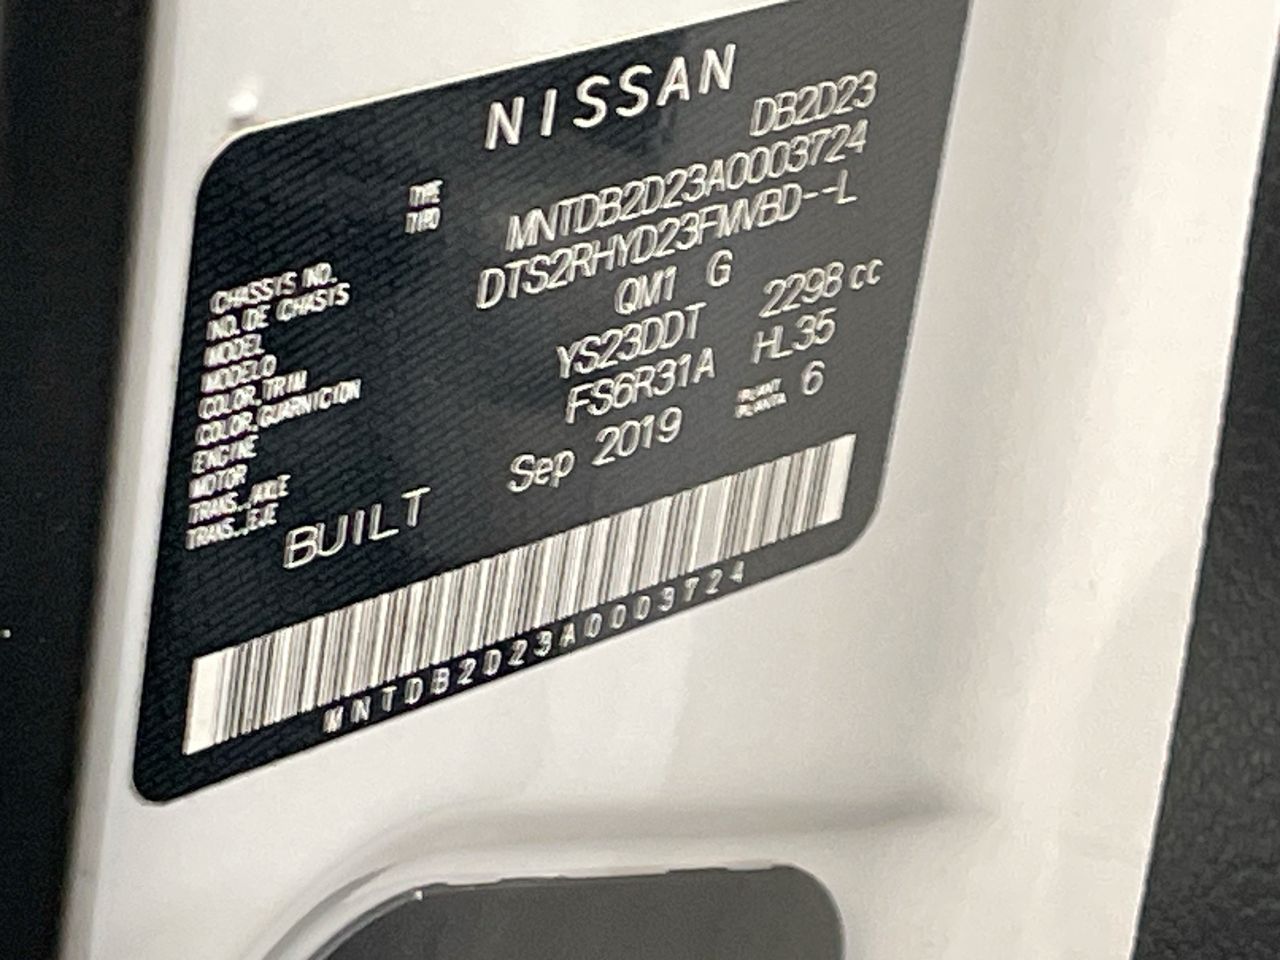 NISSAN
TYPE
TIPO
DB2D23
CHASSIS NO.
NO. DE CHASIS
MNTDB2D23A0003724
MODEL
MODELO
DTS2RHYD23FMVBD--L
COLOR, TRIM
COLOR, GUARNICION
QM1 G
ENGINE
MOTOR
YS23DDT 2298 cc
TRANS., AXLE
TRANS., EJE
FS6R31A HL35
BUILT Sep 2019
PLANT
PLANTA
6
MNTDB2D23A0003724